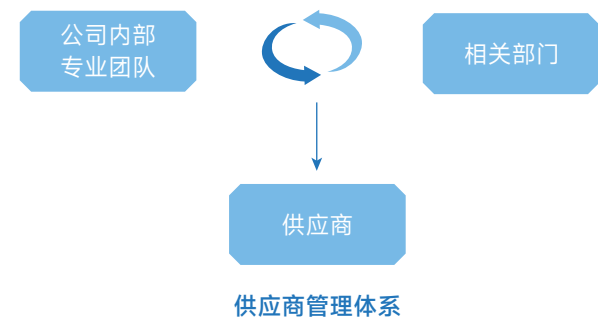 公司内部
专业团队
相关部门
供应商
供应商管理体系